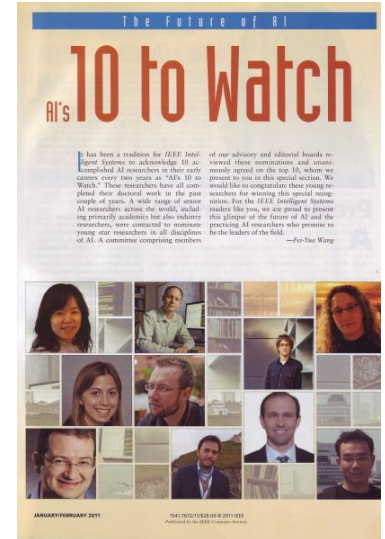 The Future of AI
AI's 10 to Watch
It has been a tradition for IEEE Intel-
ligent Systems to acknowledge 10 ac-
complished AI researchers in their early
careers every two years as "AI's 10 to
Watch." These researchers have all com-
pleted their doctoral work in the past
couple of years. A wide range of senior
AI researchers across the world, includ-
ing primarily academics but also industry
researchers, were contacted to nominate
young star researchers in all disciplines
of AI. A committee comprising members
of our advisory and editorial boards re-
viewed these nominations and unani-
mously agreed on the top 10, whom we
present to you in this special section. We
would like to congratulate these young re-
searchers for winning this special recog-
nition. For the IEEE Intelligent Systems
readers like you, we are proud to present
this glimpse of the future of AI and the
practicing AI researchers who promise to
be the leaders of the field.
—Fei-Yue Wang
JANUARY/FEBRUARY 2011
1541-1672/11/$26.00 © 2011 IEEE
Published by the IEEE Computer Society